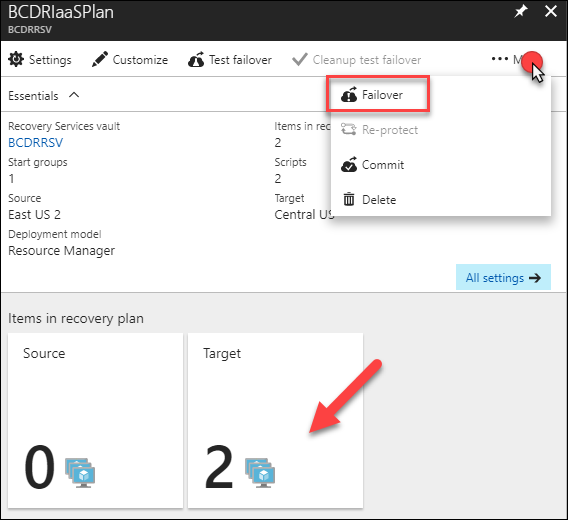 BCDRIaaSPlan
BCDRRSV
Settings
Customize
Test failover
Cleanup test failover
Essentials
Failover
Re-protect
Commit
Delete
Recovery Services vault
BCDRRSV
Start groups
1
Source
East US 2
Deployment model
Resource Manager
Items in
2
Scripts
2
Target
Central US
All settings
Items in recovery plan
Source
0
Target
2